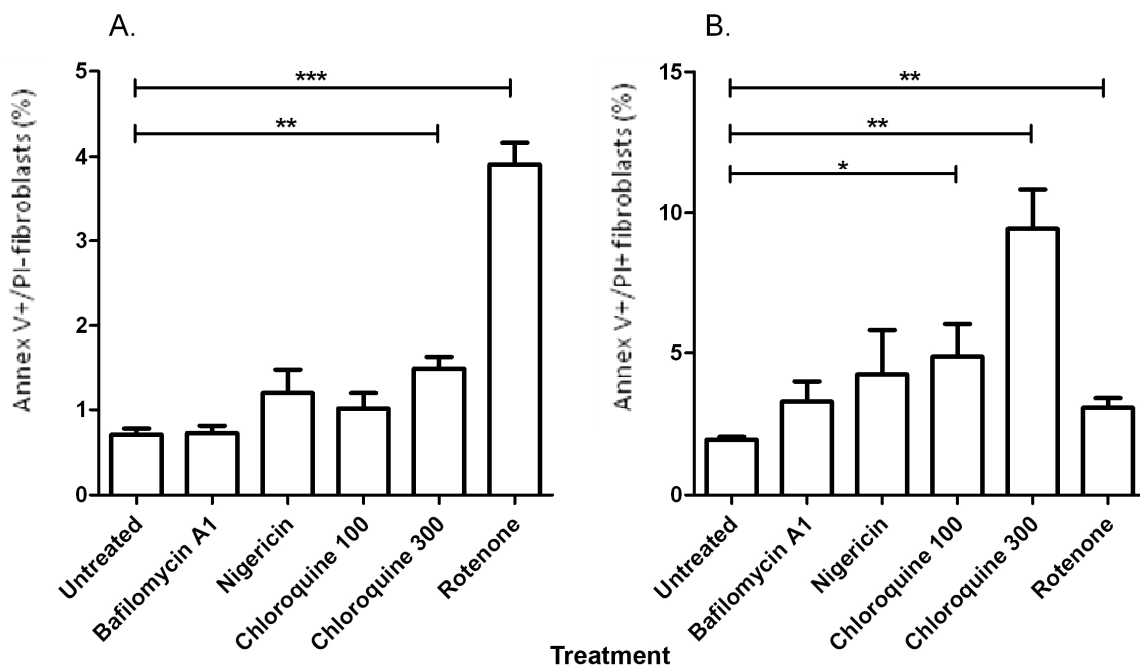 A.
Annex V+/PI-fibroblasts (%)
5
4
3
2
1
0
***
**
Untreated
Bafilomycin A1
Nigericin
Chloroquine 100
Chloroquine 300
Rotenone
B.
Annex V+/PI+ fibroblasts (%)
15
10
5
0
**
**
*
Untreated
Bafilomycin A1
Nigericin
Chloroquine 100
Chloroquine 300
Rotenone
Treatment